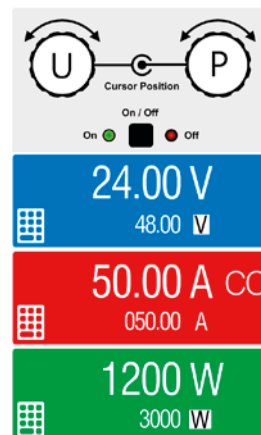 U P
Cursor Position
On / Off
On Off
24.00 V
48.00 V
50.00 A CC
050.00 A
1200 W
3000 W